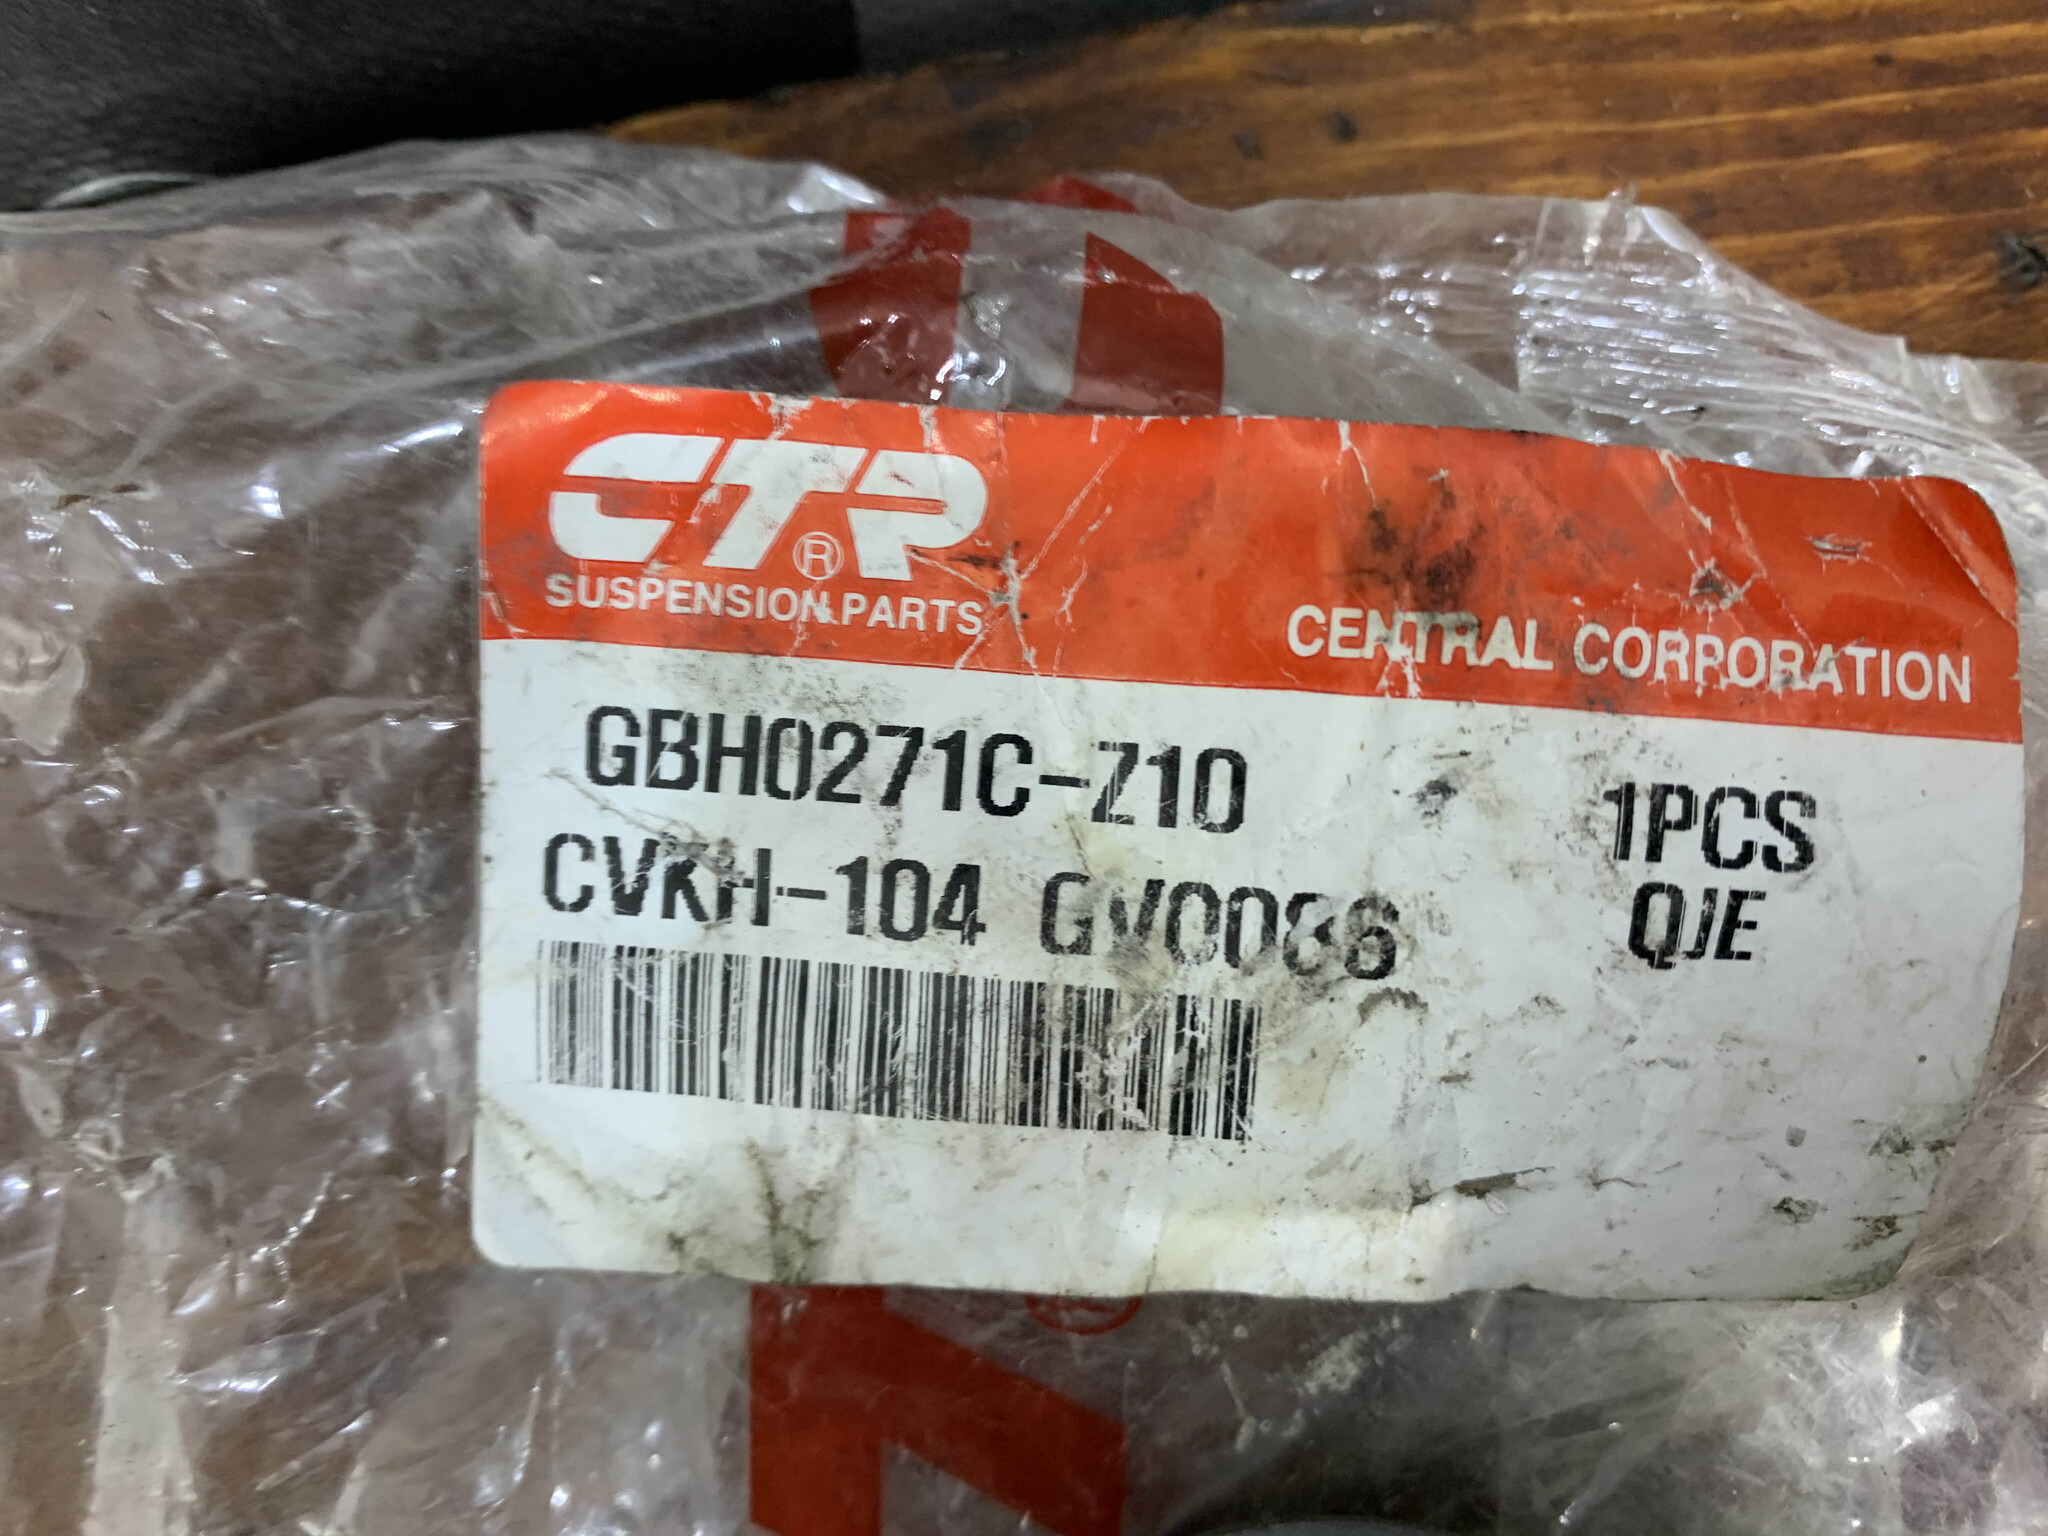 CTR®
SUSPENSION PARTS
CENTRAL CORPORATION
GBH0271C-Z10
1PCS
CVKH-104 GV0086
QJE